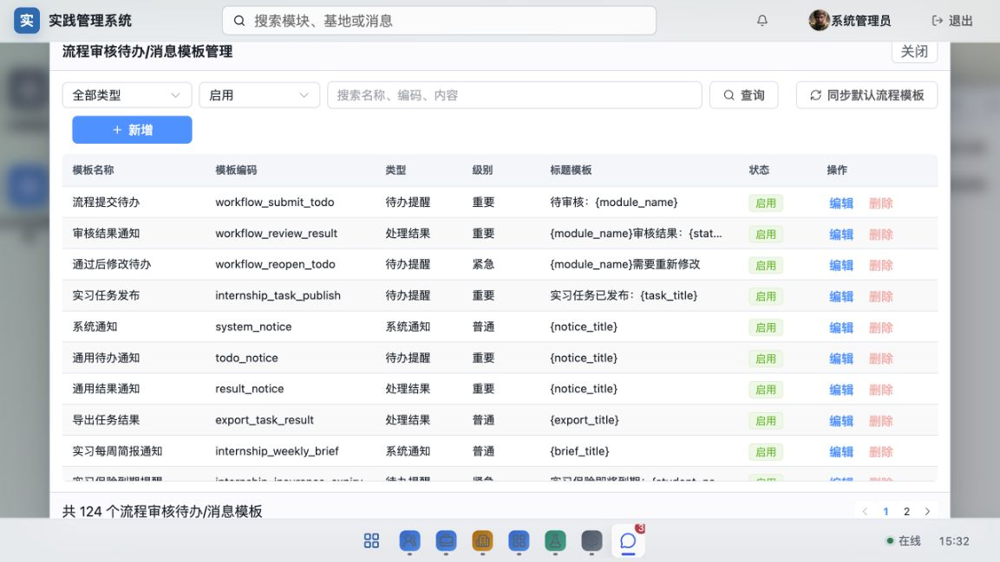 实 实践管理系统 搜索模块、基地或消息 系统管理员 退出
流程审核待办/消息模板管理 关闭
全部类型 启用 搜索名称、编码、内容 查询 同步默认流程模板
+ 新增
模板名称 模板编码 类型 级别 标题模板 状态 操作
流程提交待办 workflow_submit_todo 待办提醒 重要 待审核：{module_name} 启用 编辑 删除
审核结果通知 workflow_review_result 处理结果 重要 {module_name}审核结果：{stat... 启用 编辑 删除
通过后修改待办 workflow_reopen_todo 待办提醒 紧急 {module_name}需要重新修改 启用 编辑 删除
实习任务发布 internship_task_publish 待办提醒 重要 实习任务已发布：{task_title} 启用 编辑 删除
系统通知 system_notice 系统通知 普通 {notice_title} 启用 编辑 删除
通用待办通知 todo_notice 待办提醒 重要 {notice_title} 启用 编辑 删除
通用结果通知 result_notice 处理结果 重要 {notice_title} 启用 编辑 删除
导出任务结果 export_task_result 处理结果 普通 {export_title} 启用 编辑 删除
实习每周简报通知 internship_weekly_brief 系统通知 普通 {brief_title} 启用 编辑 删除
实习保险到期提醒 internship_insurance_expiry 待办提醒 紧急 实习保险即将到期：{student_na... 启用 编辑 删除
共 124 个流程审核待办/消息模板 1 2
3
在线 15:32